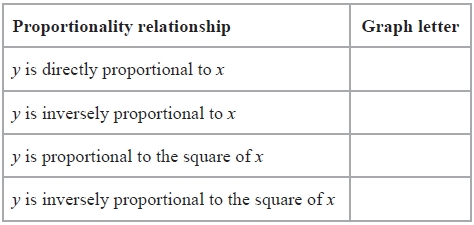 Proportionality relationship Graph letter
y is directly proportional to x
y is inversely proportional to x
y is proportional to the square of x
y is inversely proportional to the square of x